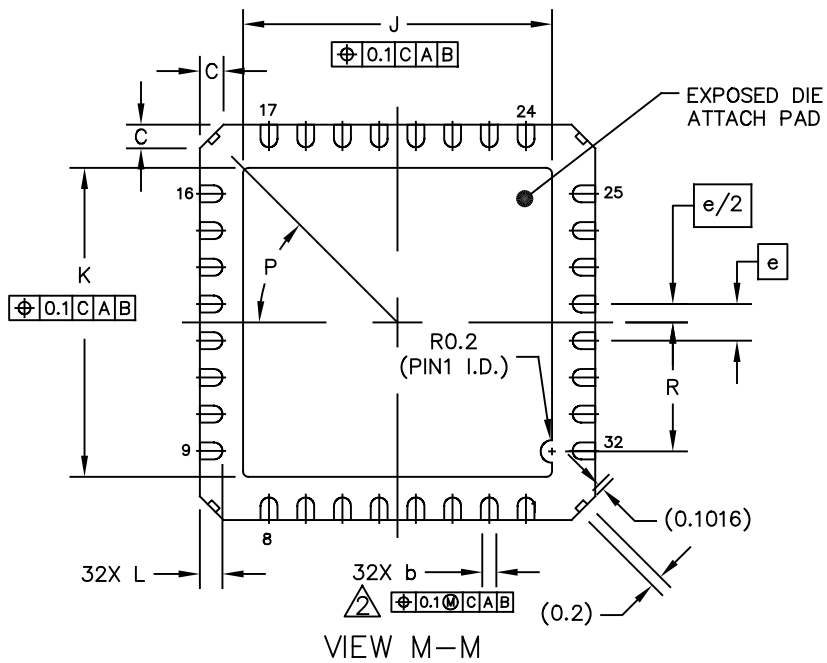 J
⌖ 0.1 C A B
C
17
24
EXPOSED DIE
ATTACH PAD
C
16
25
e/2
K
P
e
⌖ 0.1 C A B
R0.2
(PIN1 I.D.)
R
9
32
(0.1016)
8
32X L
32X b
2
⌖ 0.1 Ⓜ C A B
(0.2)
VIEW M-M